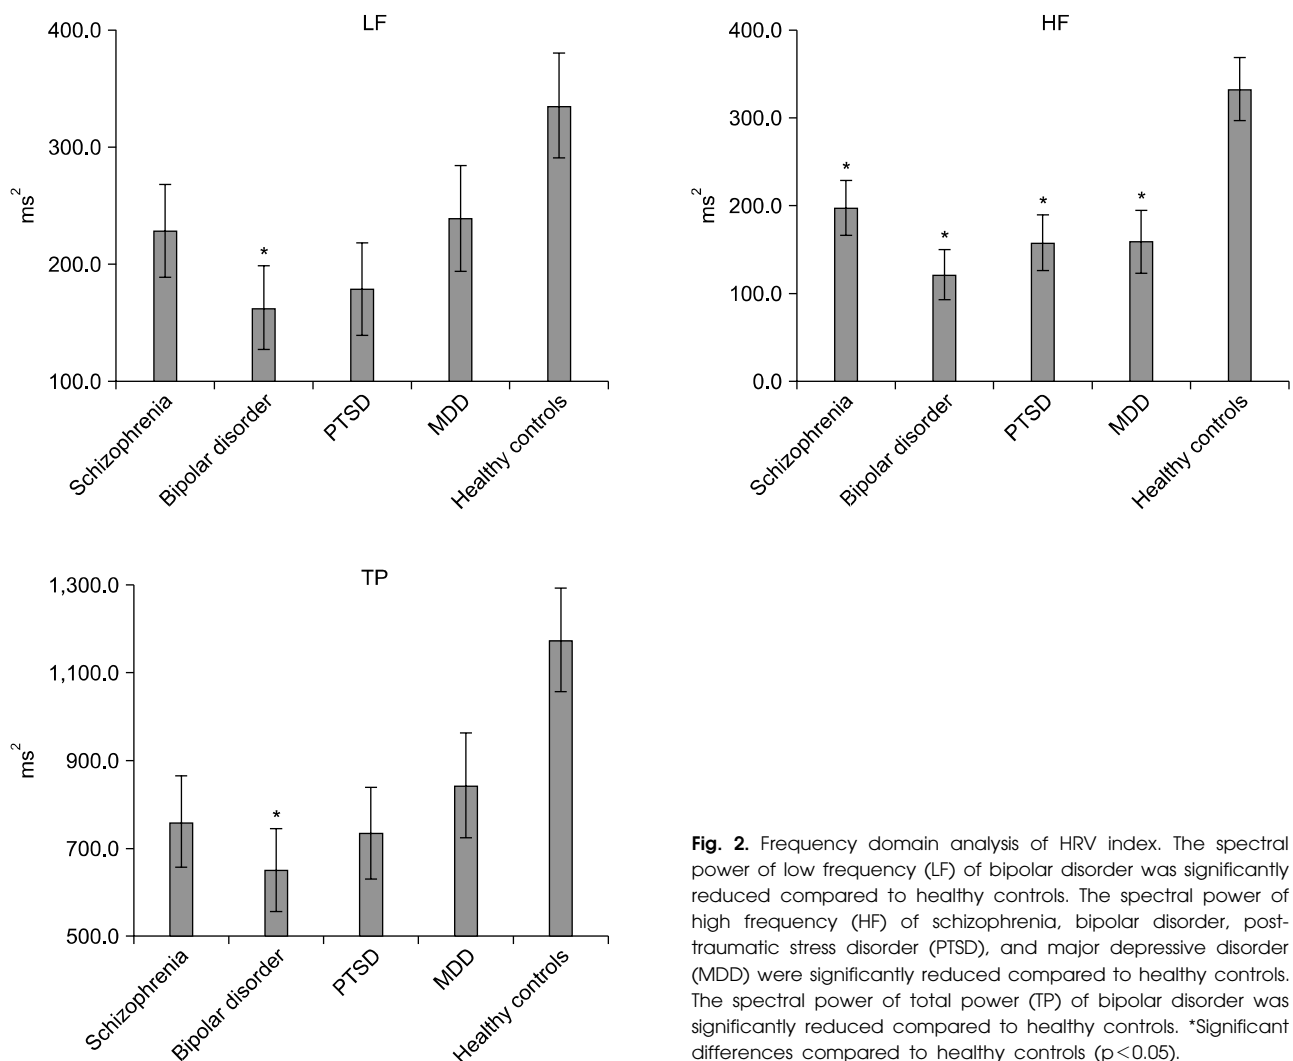 LF
400.0
300.0
200.0
100.0
ms2
*
Schizophrenia
Bipolar disorder
PTSD
MDD
Healthy controls
HF
400.0
300.0
200.0
100.0
0.0
ms2
*
*
*
*
Schizophrenia
Bipolar disorder
PTSD
MDD
Healthy controls
TP
1,300.0
1,100.0
900.0
700.0
500.0
ms2
*
Schizophrenia
Bipolar disorder
PTSD
MDD
Healthy controls
Fig. 2. Frequency domain analysis of HRV index. The spectral
power of low frequency (LF) of bipolar disorder was significantly
reduced compared to healthy controls. The spectral power of
high frequency (HF) of schizophrenia, bipolar disorder, post-
traumatic stress disorder (PTSD), and major depressive disorder
(MDD) were significantly reduced compared to healthy controls.
The spectral power of total power (TP) of bipolar disorder was
significantly reduced compared to healthy controls. *Significant
differences compared to healthy controls (p<0.05).